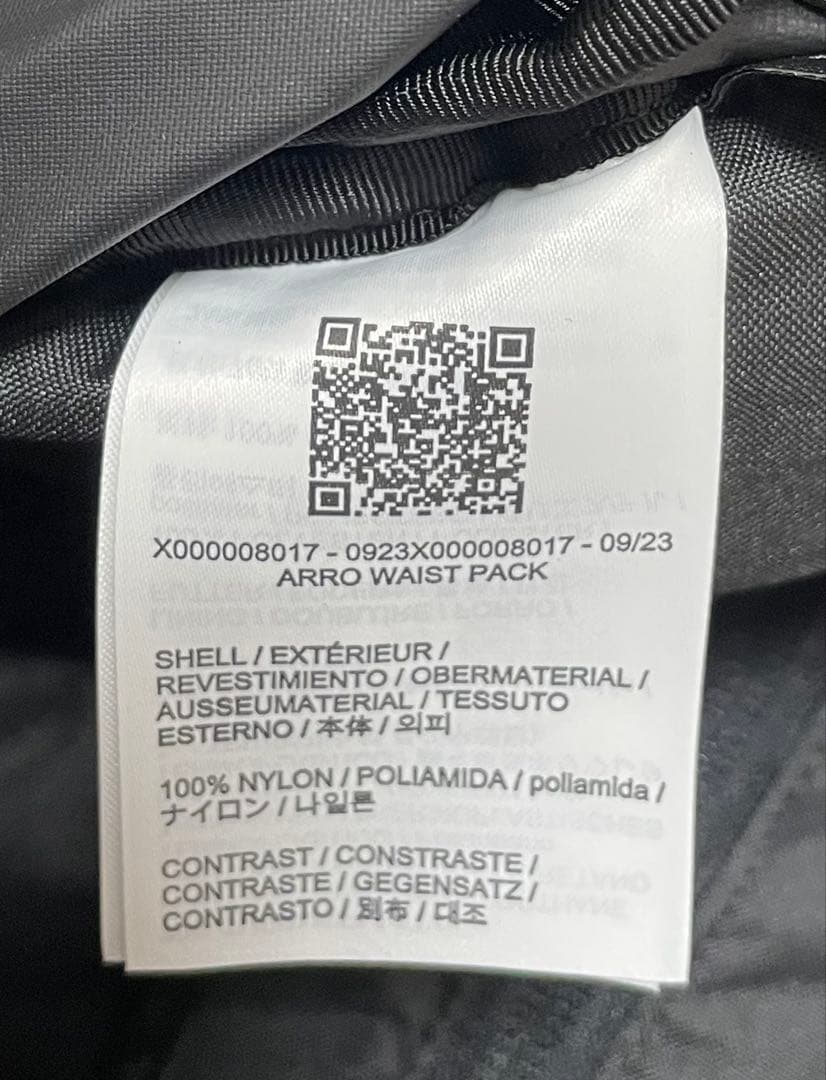 X000008017 - 0923X000008017 - 09/23
ARRO WAIST PACK
SHELL / EXTÉRIEUR /
REVESTIMIENTO / OBERMATERIAL /
AUSSEUMATERIAL / TESSUTO
ESTERNO / 本体 / 외피
100% NYLON / POLIAMIDA / poliamida /
ナイロン / 나일론
CONTRAST / CONSTRASTE /
CONTRASTE / GEGENSATZ /
CONTRASTO / 別布 / 대조